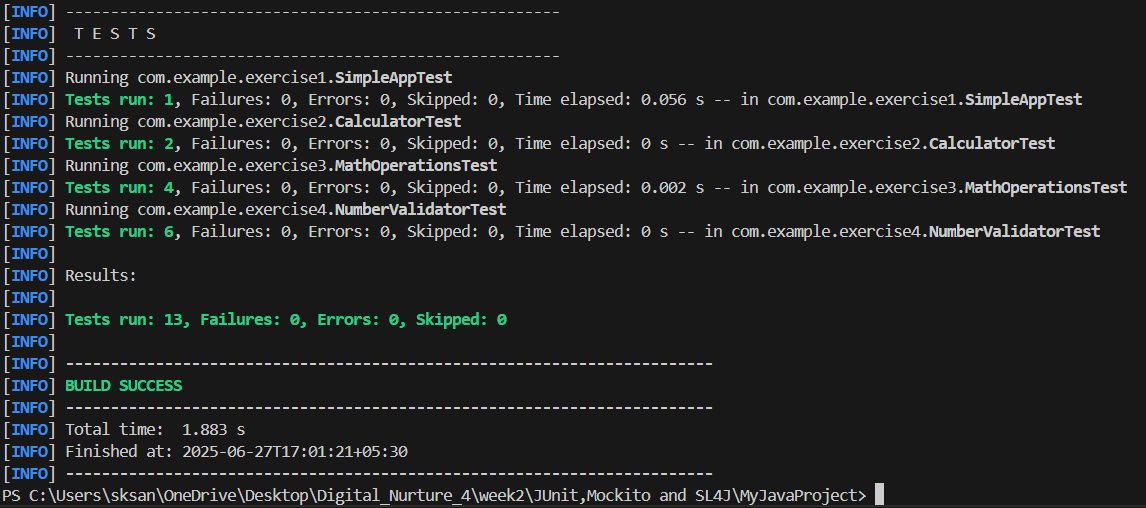 [INFO] -------------------------------------------------------
[INFO]  T E S T S
[INFO] -------------------------------------------------------
[INFO] Running com.example.exercise1.SimpleAppTest
[INFO] Tests run: 1, Failures: 0, Errors: 0, Skipped: 0, Time elapsed: 0.056 s -- in com.example.exercise1.SimpleAppTest
[INFO] Running com.example.exercise2.CalculatorTest
[INFO] Tests run: 2, Failures: 0, Errors: 0, Skipped: 0, Time elapsed: 0 s -- in com.example.exercise2.CalculatorTest
[INFO] Running com.example.exercise3.MathOperationsTest
[INFO] Tests run: 4, Failures: 0, Errors: 0, Skipped: 0, Time elapsed: 0.002 s -- in com.example.exercise3.MathOperationsTest
[INFO] Running com.example.exercise4.NumberValidatorTest
[INFO] Tests run: 6, Failures: 0, Errors: 0, Skipped: 0, Time elapsed: 0 s -- in com.example.exercise4.NumberValidatorTest
[INFO]
[INFO] Results:
[INFO]
[INFO] Tests run: 13, Failures: 0, Errors: 0, Skipped: 0
[INFO]
[INFO] ------------------------------------------------------------------------
[INFO] BUILD SUCCESS
[INFO] ------------------------------------------------------------------------
[INFO] Total time:  1.883 s
[INFO] Finished at: 2025-06-27T17:01:21+05:30
[INFO] ------------------------------------------------------------------------
PS C:\Users\sksan\OneDrive\Desktop\Digital_Nurture_4\week2\JUnit,Mockito and SL4J\MyJavaProject>